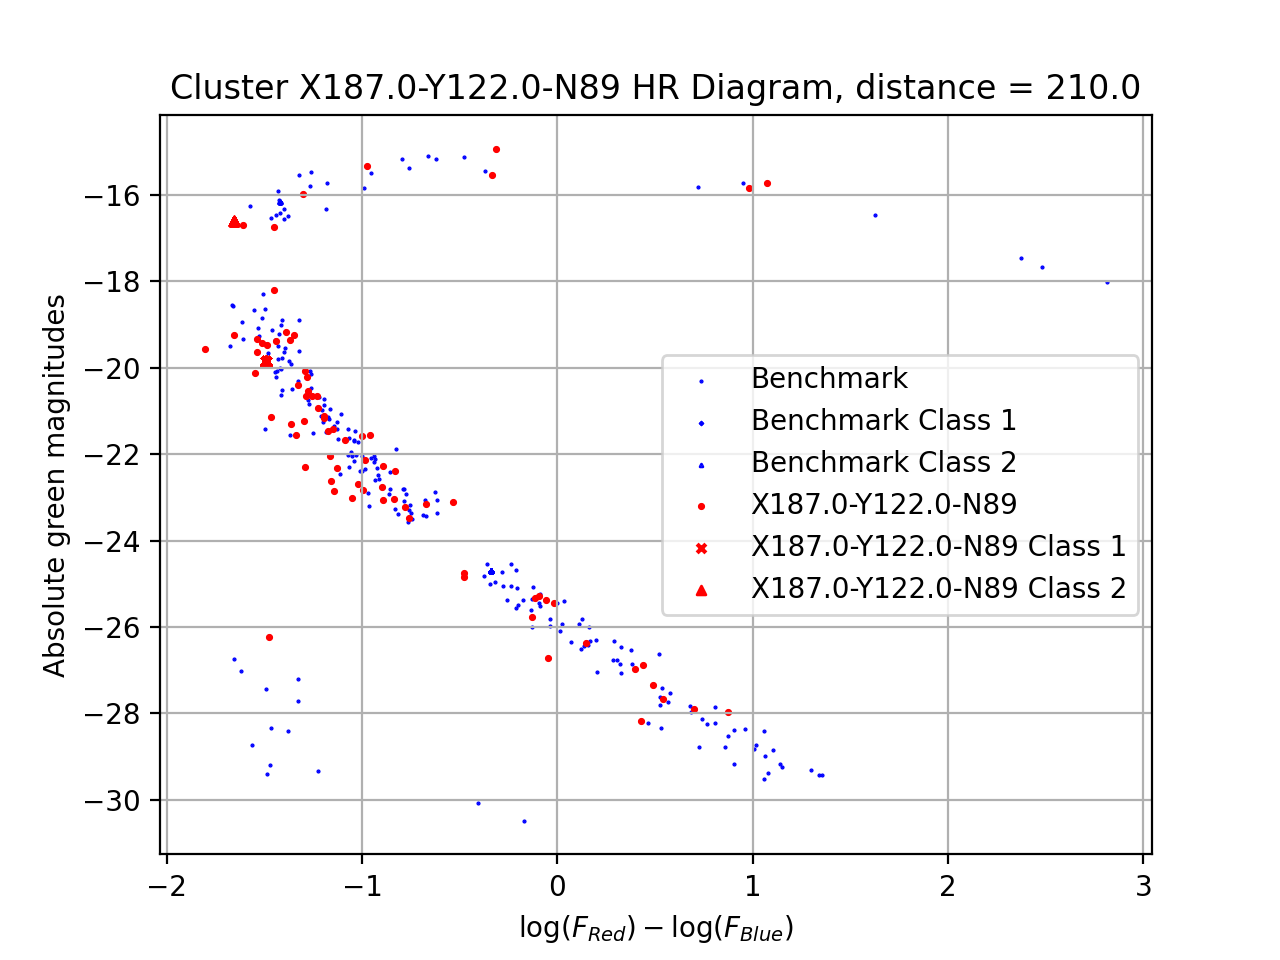 Cluster X187.0-Y122.0-N89 HR Diagram, distance = 210.0
Absolute green magnitudes
−16
−18
−20
−22
−24
−26
−28
−30
Benchmark
Benchmark Class 1
Benchmark Class 2
X187.0-Y122.0-N89
X187.0-Y122.0-N89 Class 1
X187.0-Y122.0-N89 Class 2
−2 −1 0 1 2 3
log(F_Red) − log(F_Blue)